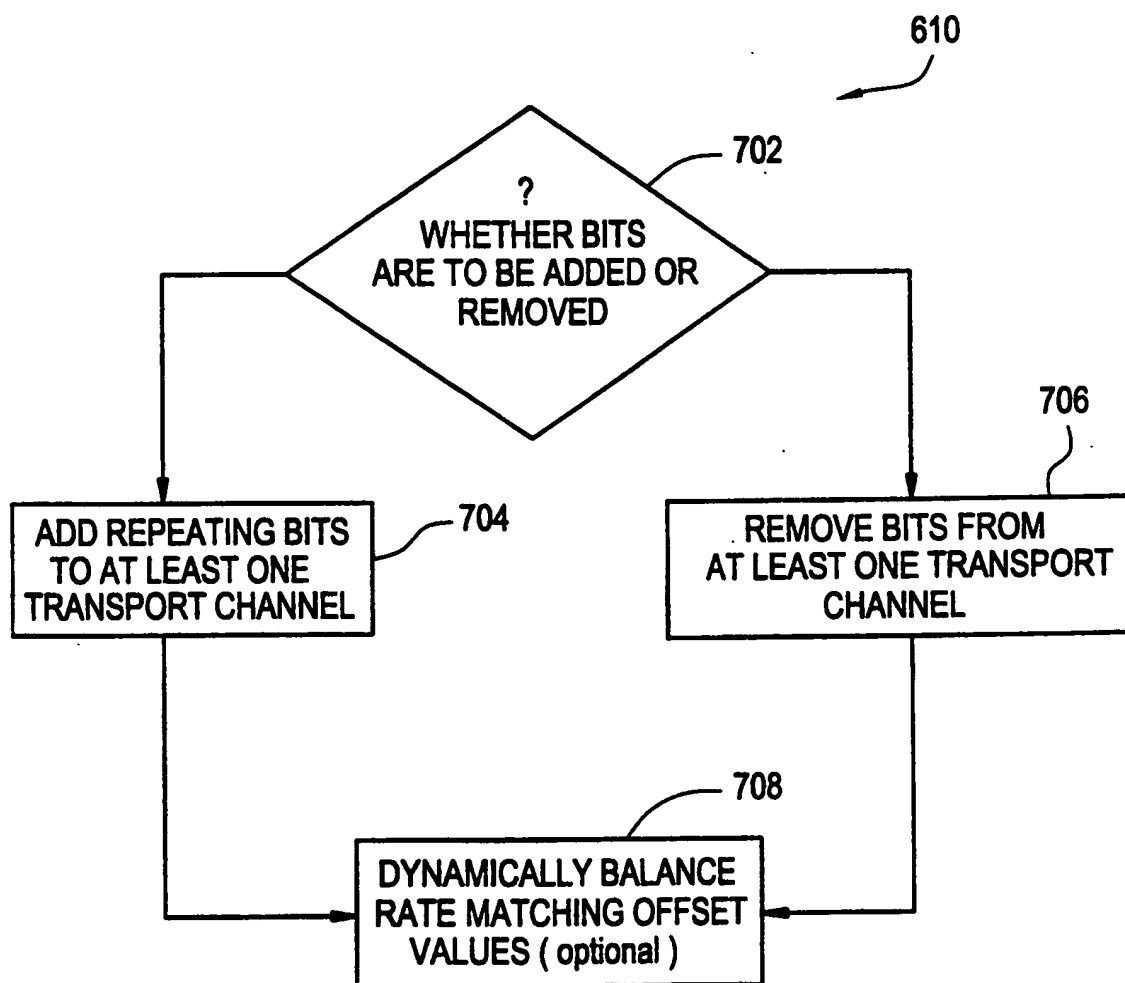 610
702
?
WHETHER BITS
ARE TO BE ADDED OR
REMOVED
706
ADD REPEATING BITS
TO AT LEAST ONE
TRANSPORT CHANNEL
704
REMOVE BITS FROM
AT LEAST ONE TRANSPORT
CHANNEL
708
DYNAMICALLY BALANCE
RATE MATCHING OFFSET
VALUES ( optional )